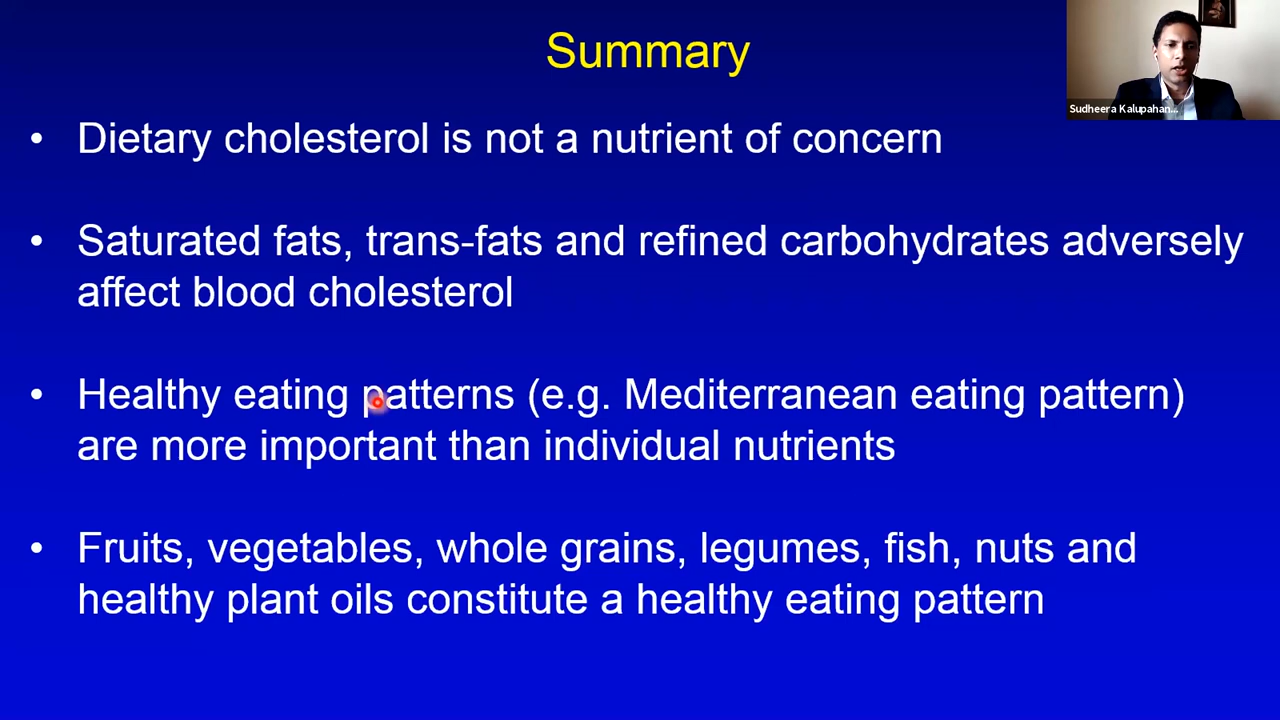 Summary
Sudheera Kalupahan...
• Dietary cholesterol is not a nutrient of concern
• Saturated fats, trans-fats and refined carbohydrates adversely
affect blood cholesterol
• Healthy eating patterns (e.g. Mediterranean eating pattern)
are more important than individual nutrients
• Fruits, vegetables, whole grains, legumes, fish, nuts and
healthy plant oils constitute a healthy eating pattern